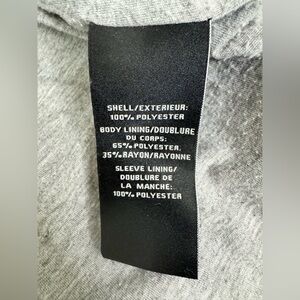 SHELL/EXTERIEUR:
100% POLYESTER
BODY LINING/DOUBLURE
DU CORPS:
65% POLYESTER,
35% RAYON/RAYONNE
SLEEVE LINING/
DOUBLURE DE
LA MANCHE:
100% POLYESTER